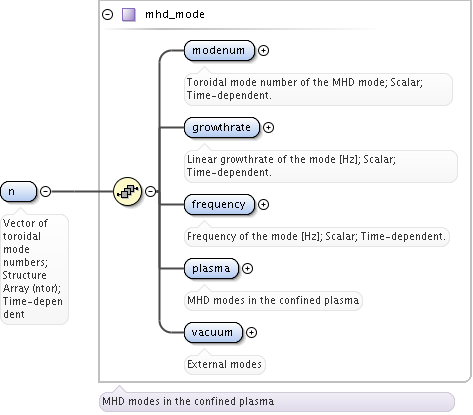 mhd_mode
modenum
Toroidal mode number of the MHD mode; Scalar;
Time-dependent.
growthrate
Linear growthrate of the mode [Hz]; Scalar;
Time-dependent.
frequency
Frequency of the mode [Hz]; Scalar; Time-dependent.
n
Vector of
toroidal
mode
numbers;
Structure
Array (ntor);
Time-depen
dent
plasma
MHD modes in the confined plasma
vacuum
External modes
MHD modes in the confined plasma